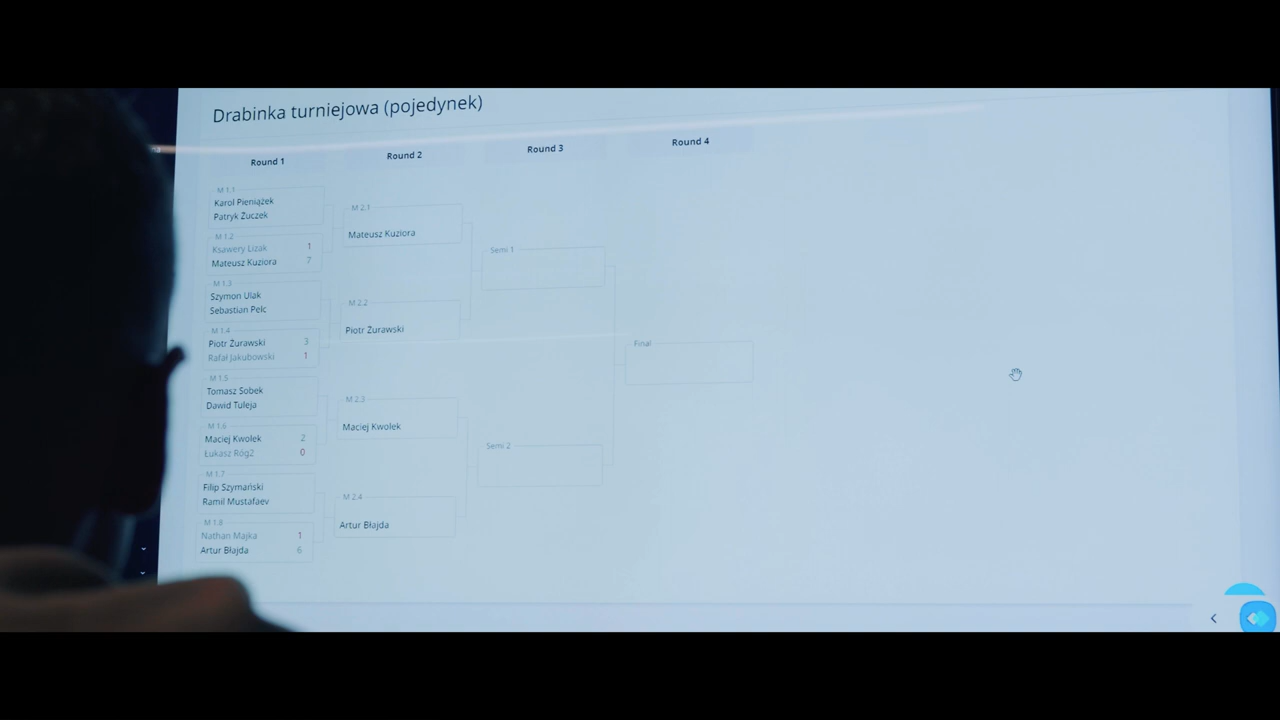 Drabinka turniejowa (pojedynek)
Round 1
Round 2
Round 3
Round 4
M 1.1
Karol Pieniążek
Patryk Żuczek
M 1.2
Ksawery Lizak 1
Mateusz Kuziora 7
M 1.3
Szymon Ulak
Sebastian Pelc
M 1.4
Piotr Żurawski 3
Rafał Jakubowski 1
M 1.5
Tomasz Sobek
Dawid Tuleja
M 1.6
Maciej Kwolek 2
Łukasz Róg2 0
M 1.7
Filip Szymański
Ramil Mustafaev
M 1.8
Nathan Majka 1
Artur Błajda 6
M 2.1
Mateusz Kuziora
M 2.2
Piotr Żurawski
M 2.3
Maciej Kwolek
M 2.4
Artur Błajda
Semi 1
Semi 2
Final